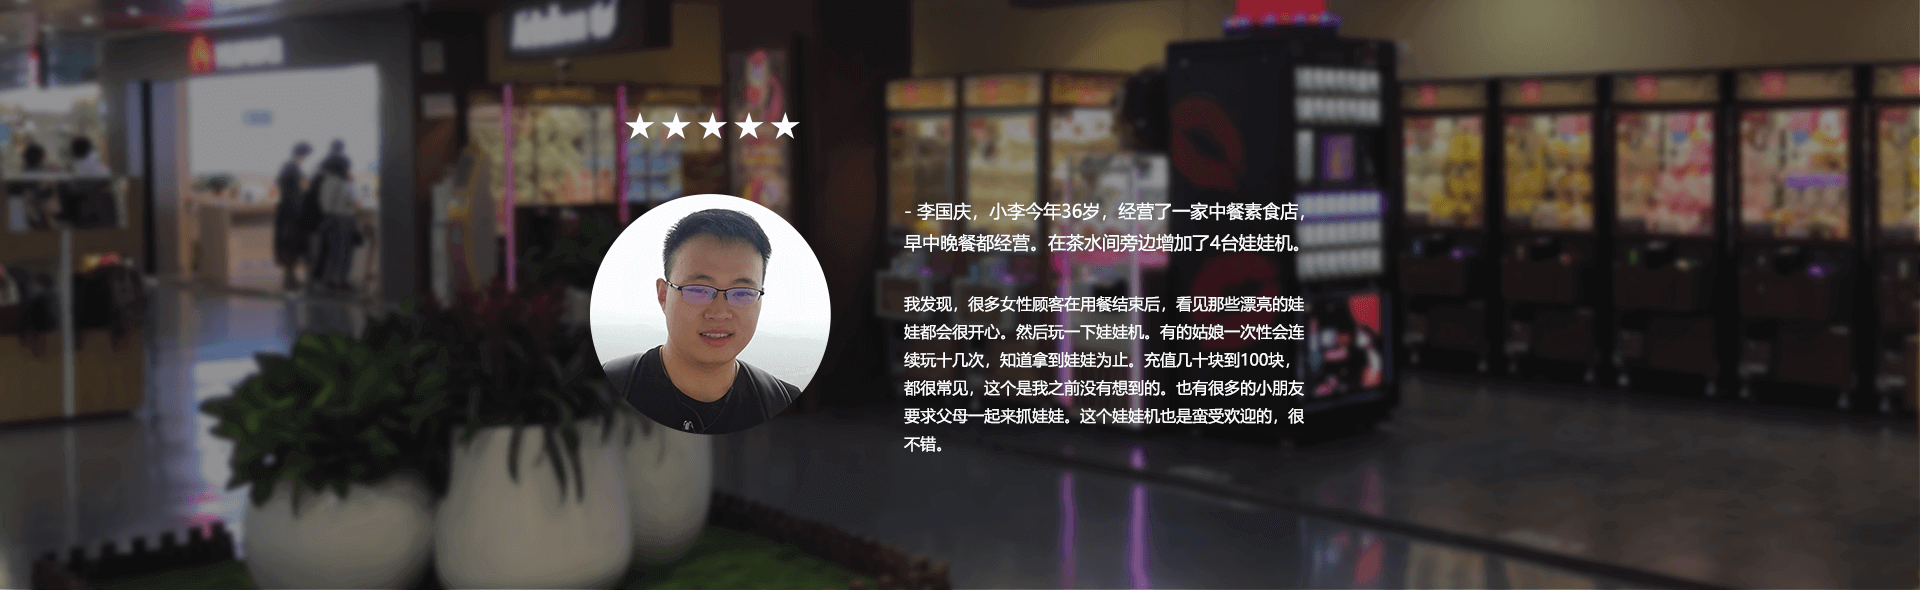 - 李国庆，小李今年36岁，经营了一家中餐素食店，
早中晚餐都经营。在茶水间旁边增加了4台娃娃机。
我发现，很多女性顾客在用餐结束后，看见那些漂亮的娃
娃都会很开心。然后玩一下娃娃机。有的姑娘一次性会连
续玩十几次，知道拿到娃娃为止。充值几十块到100块，
都很常见，这个是我之前没有想到的。也有很多的小朋友
要求父母一起来抓娃娃。这个娃娃机也是蛮受欢迎的，很
不错。